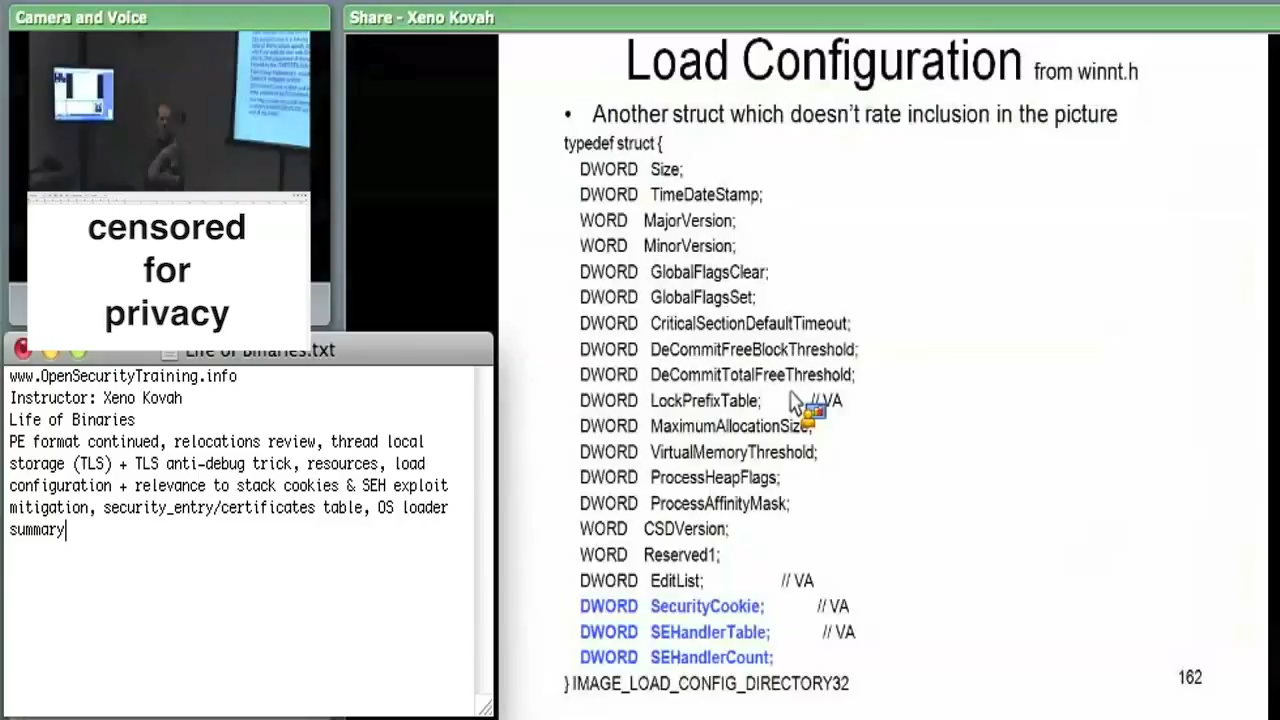 Camera and Voice
Share - Xeno Kovah
censored
for
privacy
Life of Binaries.txt
www.OpenSecurityTraining.info
Instructor: Xeno Kovah
Life of Binaries
PE format continued, relocations review, thread local
storage (TLS) + TLS anti-debug trick, resources, load
configuration + relevance to stack cookies & SEH exploit
mitigation, security_entry/certificates table, OS loader
summary
Load Configuration from winnt.h
• Another struct which doesn't rate inclusion in the picture
typedef struct {
DWORD Size;
DWORD TimeDateStamp;
WORD MajorVersion;
WORD MinorVersion;
DWORD GlobalFlagsClear;
DWORD GlobalFlagsSet;
DWORD CriticalSectionDefaultTimeout;
DWORD DeCommitFreeBlockThreshold;
DWORD DeCommitTotalFreeThreshold;
DWORD LockPrefixTable; // VA
DWORD MaximumAllocationSize;
DWORD VirtualMemoryThreshold;
DWORD ProcessHeapFlags;
DWORD ProcessAffinityMask;
WORD CSDVersion;
WORD Reserved1;
DWORD EditList; // VA
DWORD SecurityCookie; // VA
DWORD SEHandlerTable; // VA
DWORD SEHandlerCount;
} IMAGE_LOAD_CONFIG_DIRECTORY32
162